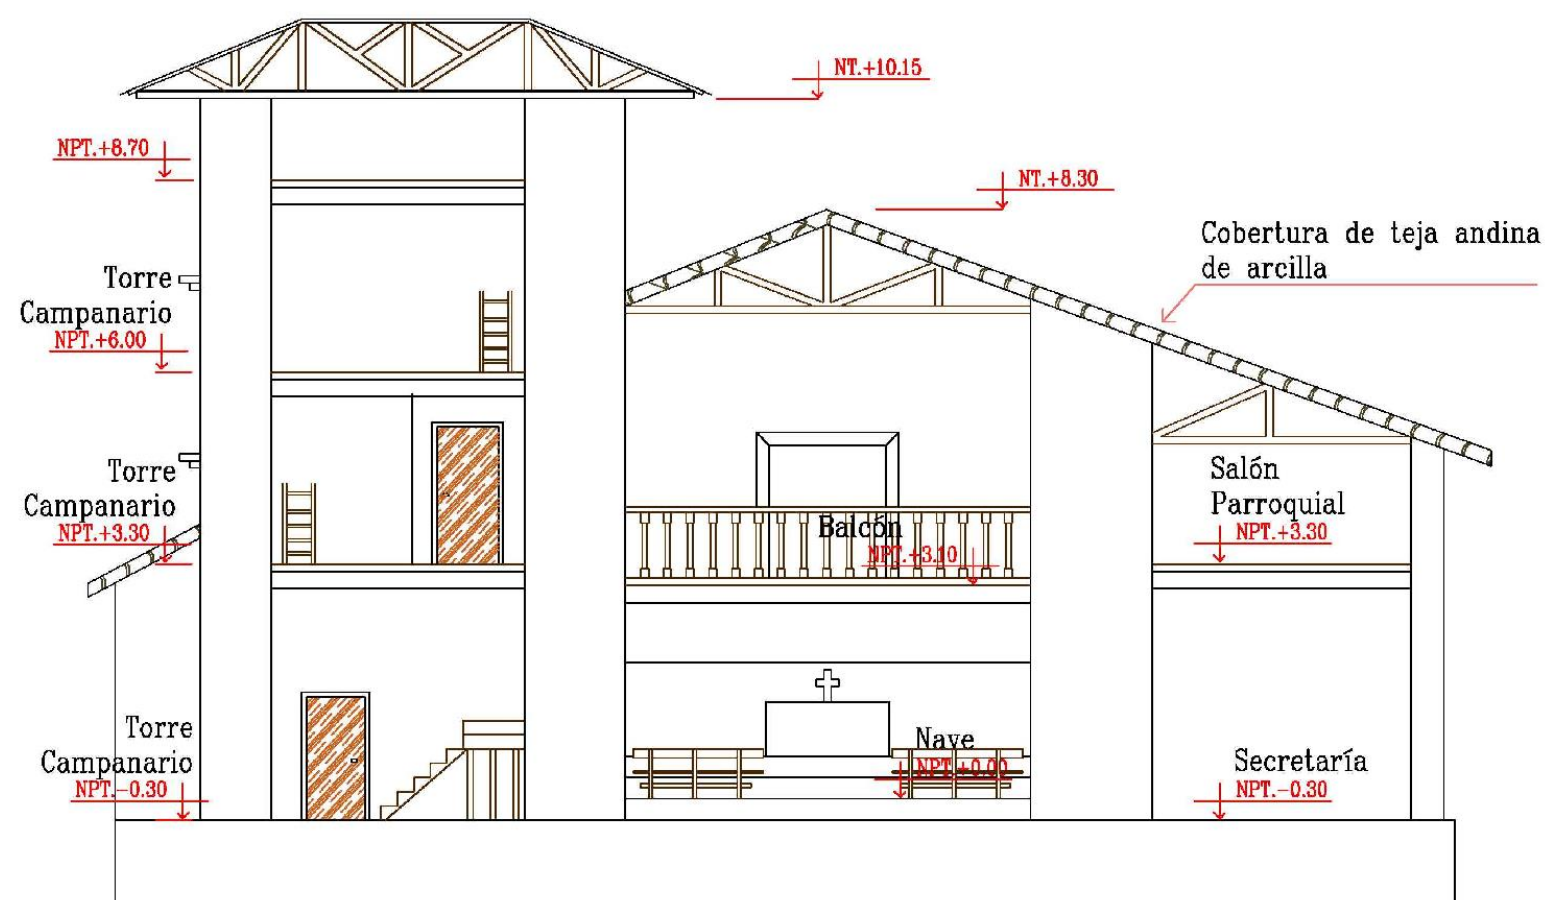 NT.+10.15
NPT.+8.70
NT.+8.30
Cobertura de teja andina
de arcilla
Torre
Campanario
NPT.+6.00
Torre
Campanario
NPT.+3.30
Salón
Parroquial
NPT.+3.30
Balcón
NPT.+3.10
Torre
Campanario
NPT.-0.30
Nave
NPT.+0.00
Secretaría
NPT.-0.30